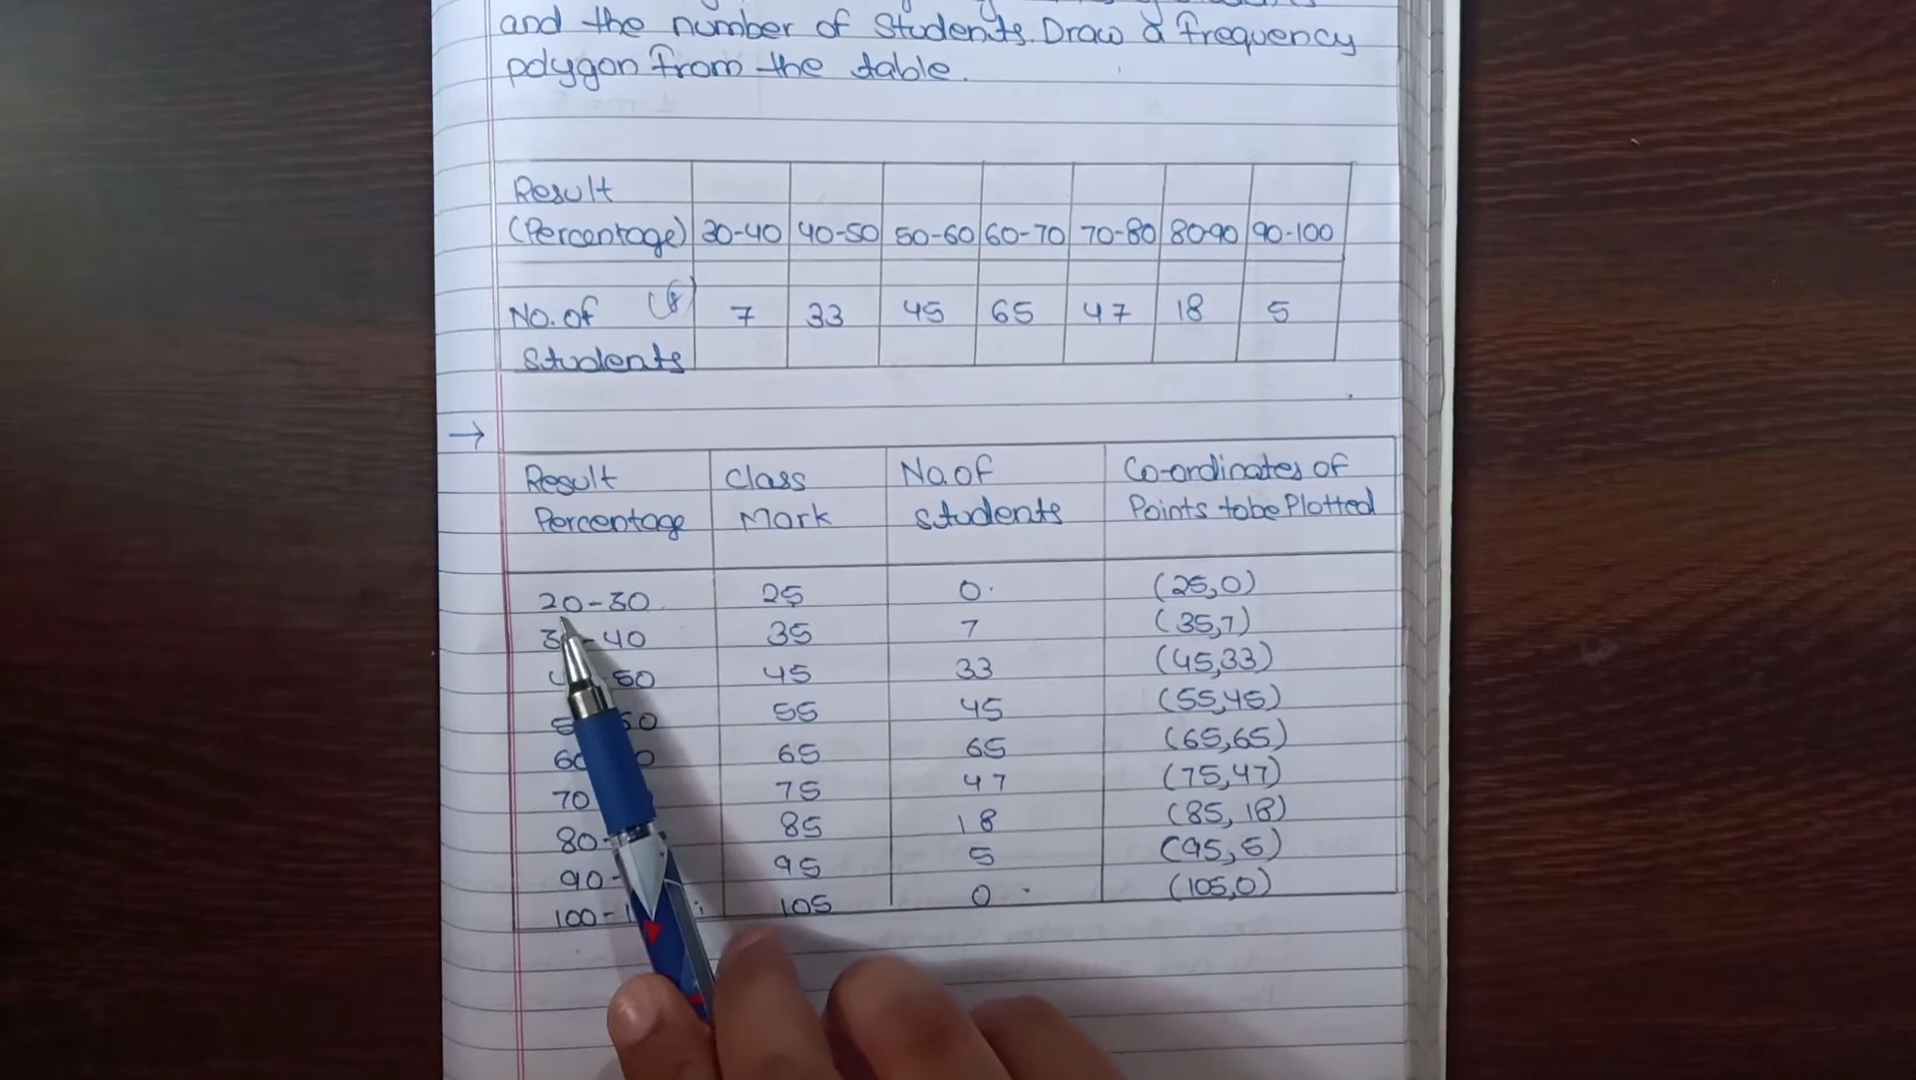 and the number of Students. Draw a frequency
polygon from the table.
Result
(Percentage) 30-40 40-50 50-60 60-70 70-80 80-90 90-100
No. of (f) 7 33 45 65 47 18 5
Students
→
Result Class No. of Co-ordinates of
Percentage Mark students Points to be Plotted
20-30 25 0 (25,0)
-40 35 7 (35,7)
50 45 33 (45,33)
55 45 (55,45)
65 65 (65,65)
70 75 47 (75,47)
80- 85 18 (85, 18)
90- 95 5 (95,5)
100-1 105 0 (105,0)